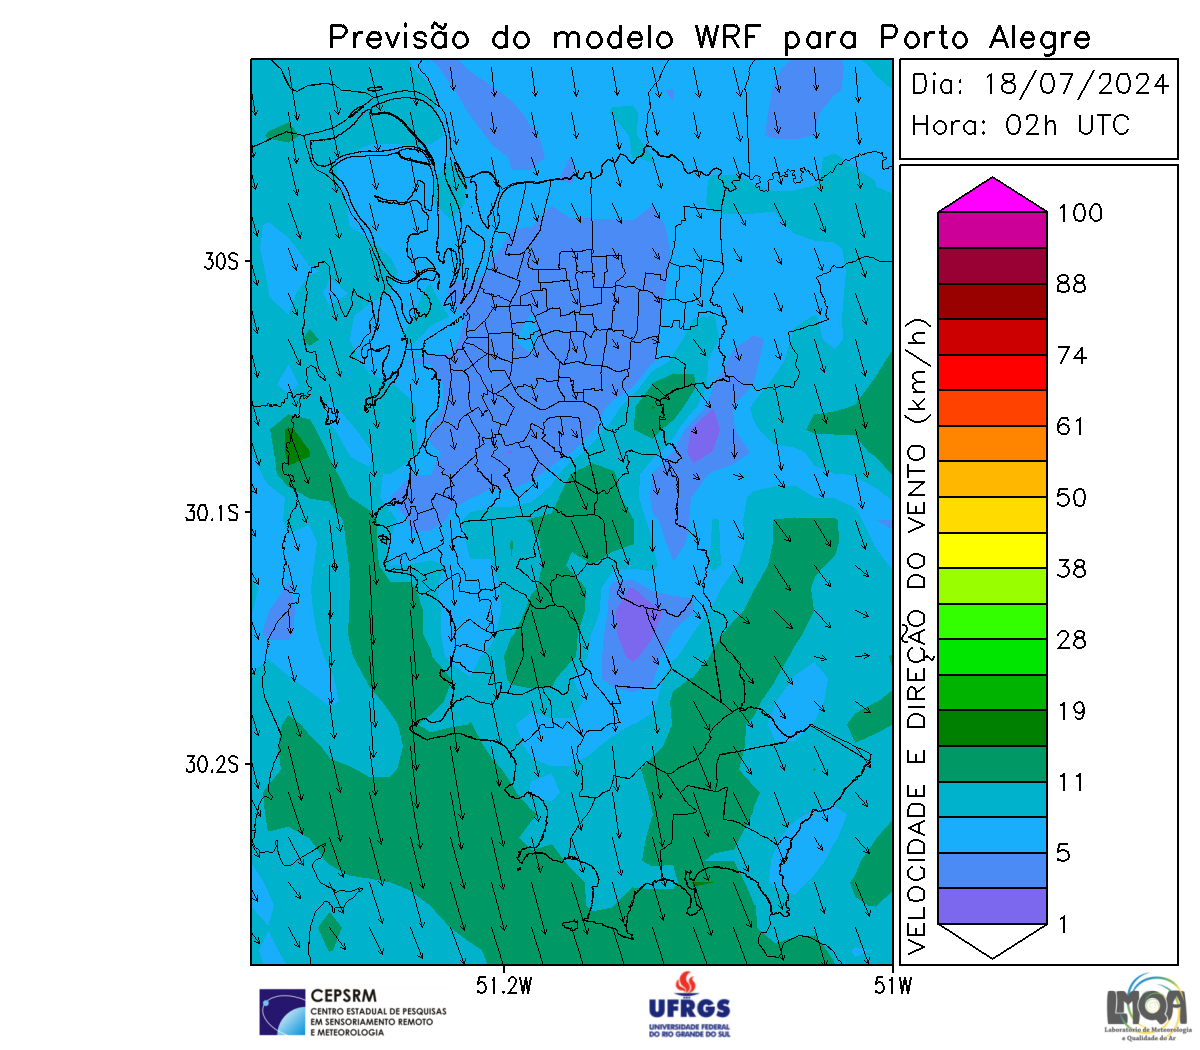 Previsão do modelo WRF para Porto Alegre
Dia: 18/07/2024
Hora: 02h UTC
30S
30.1S
30.2S
51.2W
51W
VELOCIDADE E DIREÇÃO DO VENTO (km/h)
100
88
74
61
50
38
28
19
11
5
1
CEPSRM
CENTRO ESTADUAL DE PESQUISAS
EM SENSORIAMENTO REMOTO
E METEOROLOGIA
UFRGS
UNIVERSIDADE FEDERAL
DO RIO GRANDE DO SUL
LMQA
Laboratório de Meteorologia
e Qualidade do Ar